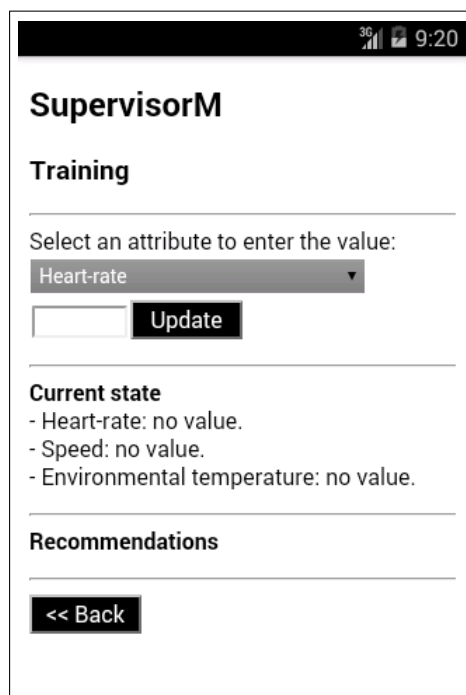 3G 9:20
SupervisorM
Training
Select an attribute to enter the value:
Heart-rate
Update
Current state
- Heart-rate: no value.
- Speed: no value.
- Environmental temperature: no value.
Recommendations
<< Back